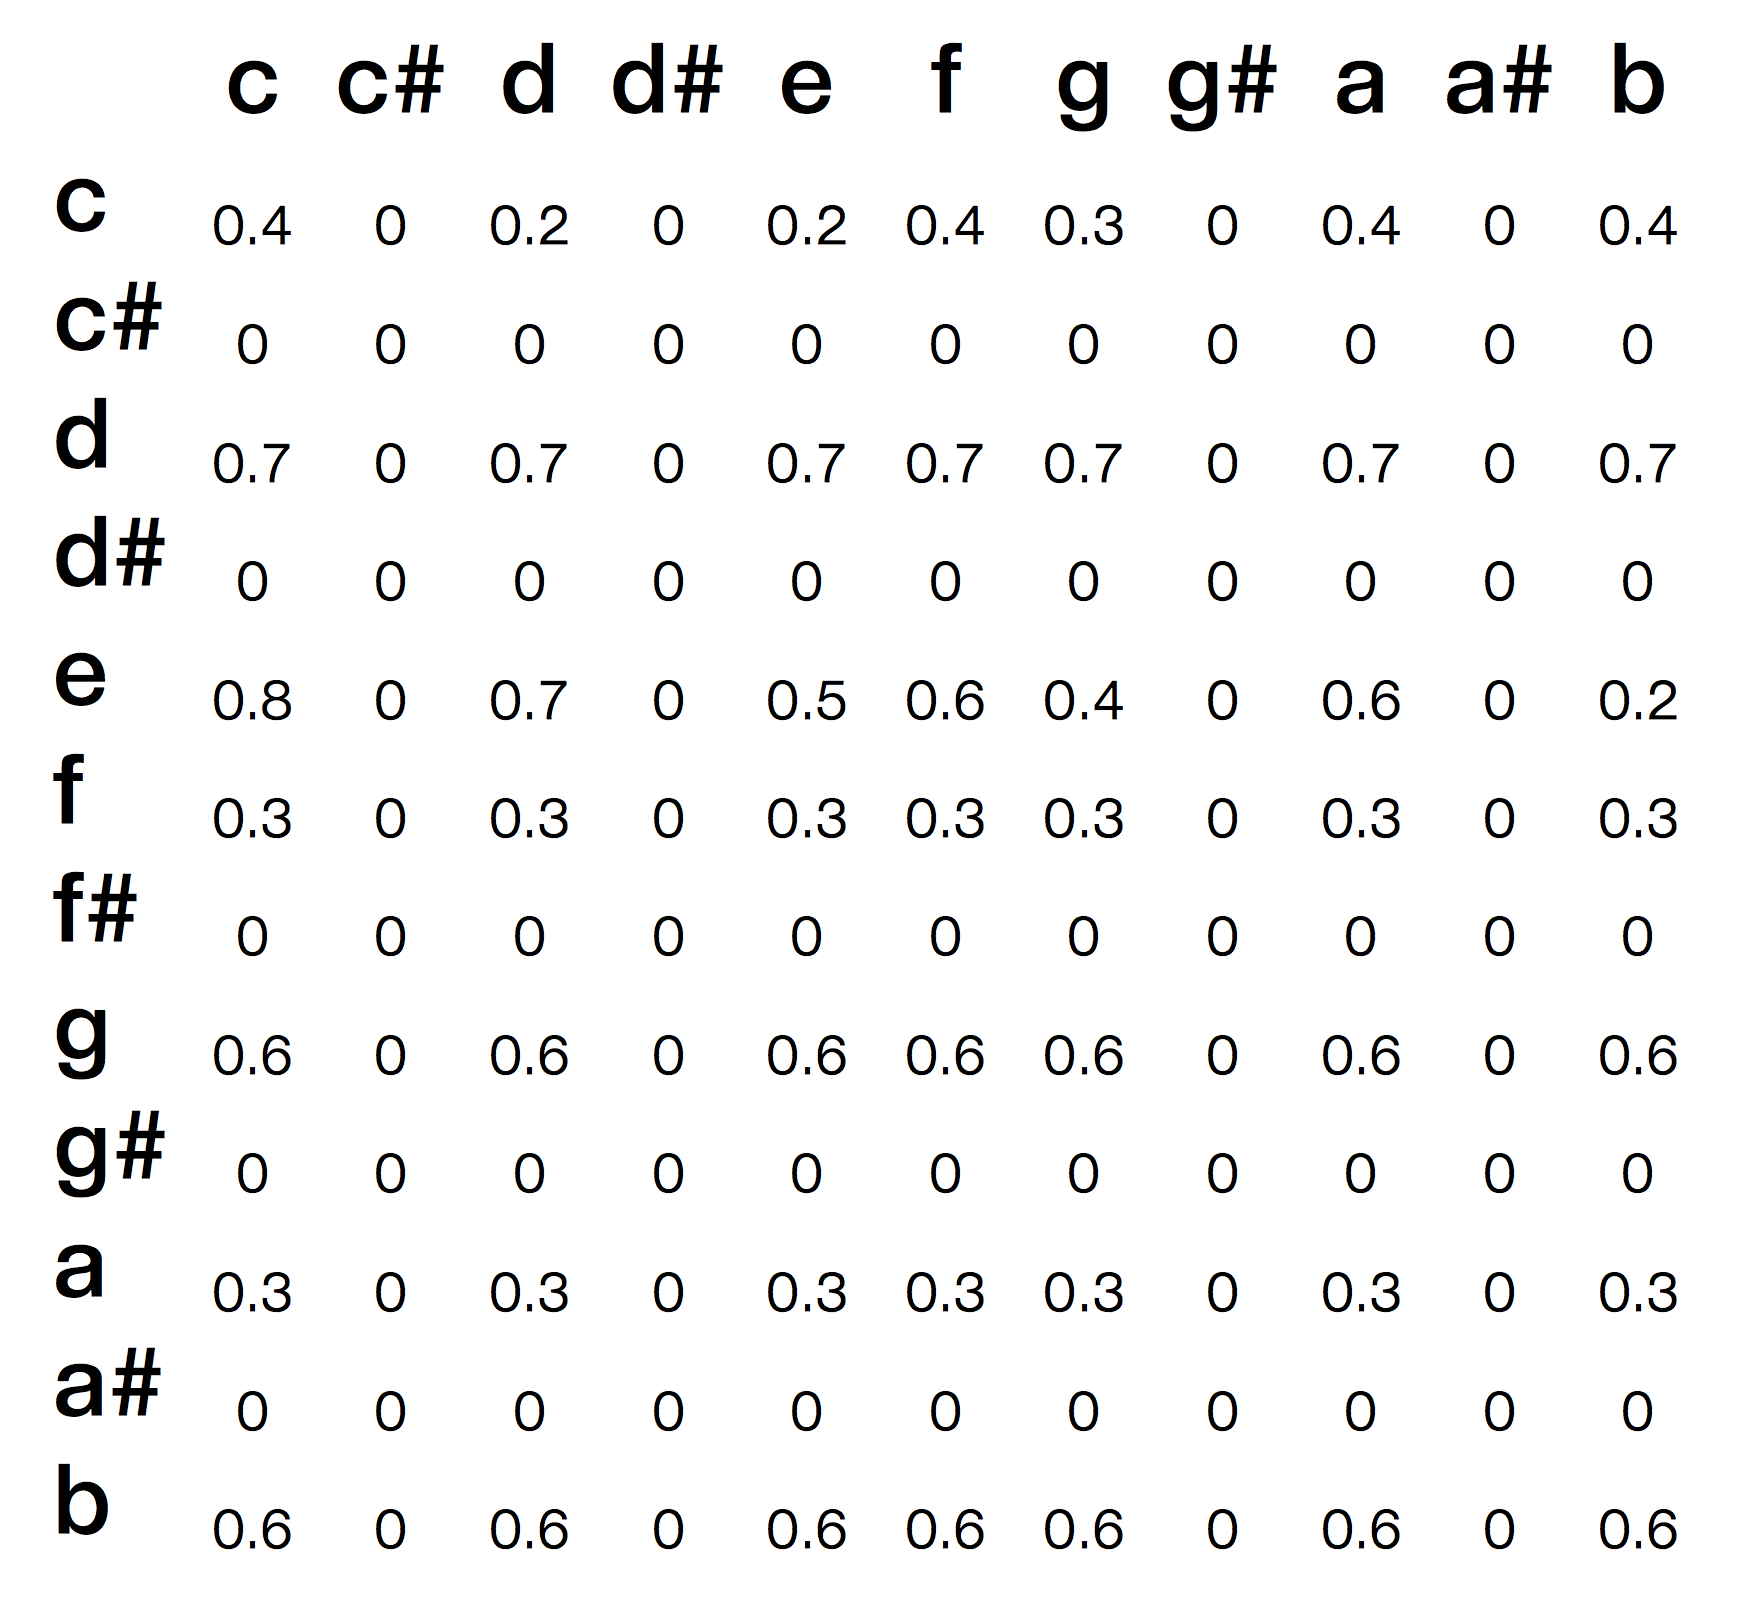 c c# d d# e f g g# a a# b
c 0.4 0 0.2 0 0.2 0.4 0.3 0 0.4 0 0.4
c# 0 0 0 0 0 0 0 0 0 0 0
d 0.7 0 0.7 0 0.7 0.7 0.7 0 0.7 0 0.7
d# 0 0 0 0 0 0 0 0 0 0 0
e 0.8 0 0.7 0 0.5 0.6 0.4 0 0.6 0 0.2
f 0.3 0 0.3 0 0.3 0.3 0.3 0 0.3 0 0.3
f# 0 0 0 0 0 0 0 0 0 0 0
g 0.6 0 0.6 0 0.6 0.6 0.6 0 0.6 0 0.6
g# 0 0 0 0 0 0 0 0 0 0 0
a 0.3 0 0.3 0 0.3 0.3 0.3 0 0.3 0 0.3
a# 0 0 0 0 0 0 0 0 0 0 0
b 0.6 0 0.6 0 0.6 0.6 0.6 0 0.6 0 0.6